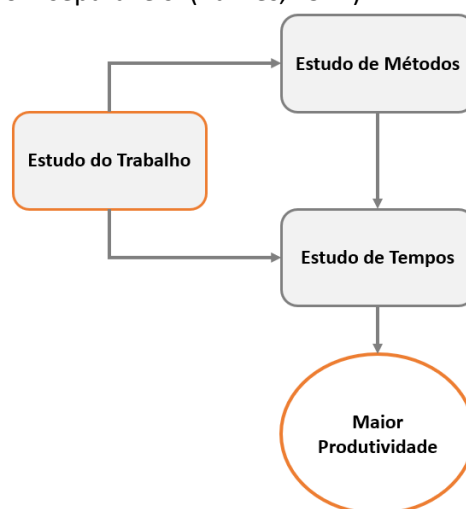 Estudo de Métodos
Estudo do Trabalho
Estudo de Tempos
Maior
Produtividade